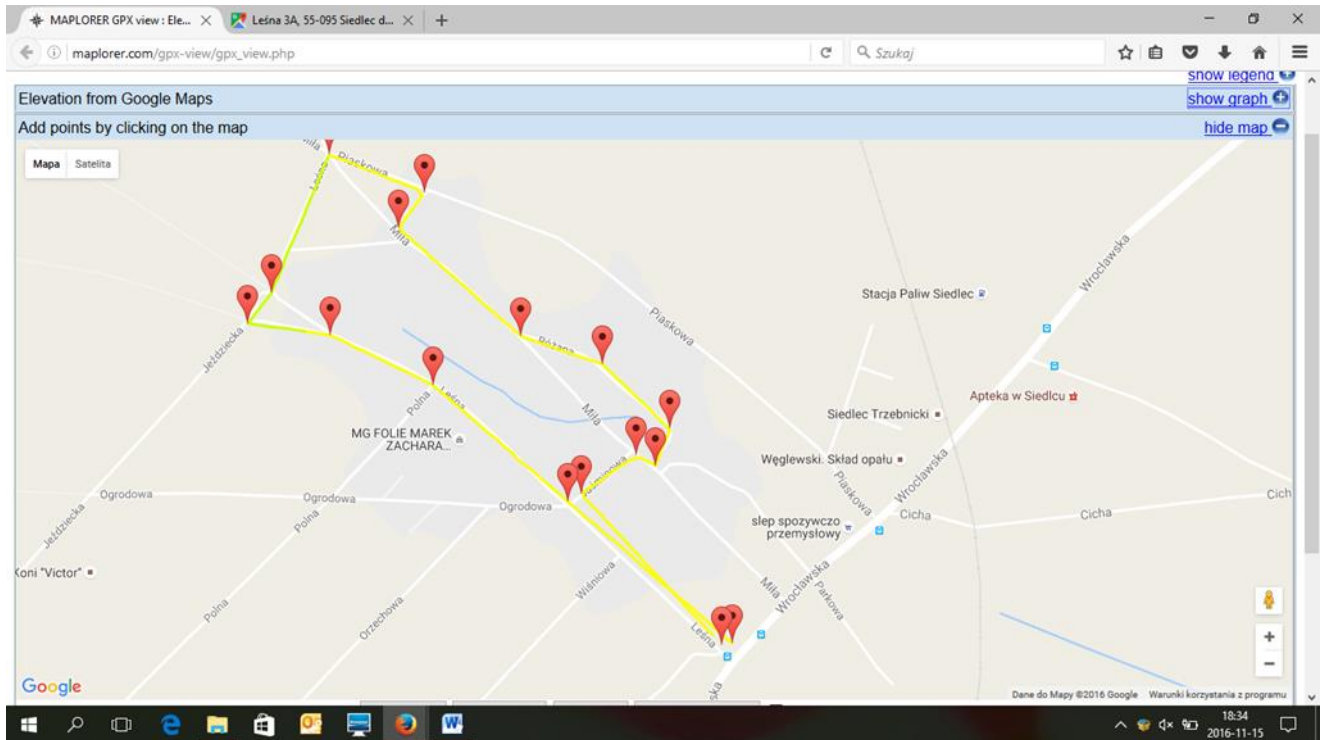 MAPLORER GPX view : Ele...
Leśna 3A, 55-095 Siedlec d...
maplorer.com/gpx-view/gpx_view.php
Szukaj
show legend
Elevation from Google Maps
show graph
Add points by clicking on the map
hide map
Mapa
Satelita
Piaskowa
Leśna
Miła
Wrocławska
Stacja Paliw Siedlec
Piaskowa
Jeździecka
Różana
Apteka w Siedlcu
Polna
Leśna
Miła
Siedlec Trzebnicki
MG FOLIE MAREK
ZACHARA...
Węglewski. Skład opału
Wrocławska
Piaskowa
Ogrodowa
Ogrodowa
Ogrodowa
Cicha
Cicha
Cich
Jeździecka
Polna
slep spożywczo
przemysłowy
Koni "Victor"
Wiśniowa
Miła
Wrocławska
Parkowa
Polna
Orzechowa
Leśna
ska
Google
Dane do Mapy ©2016 Google
Warunki korzystania z programu
18:34
2016-11-15